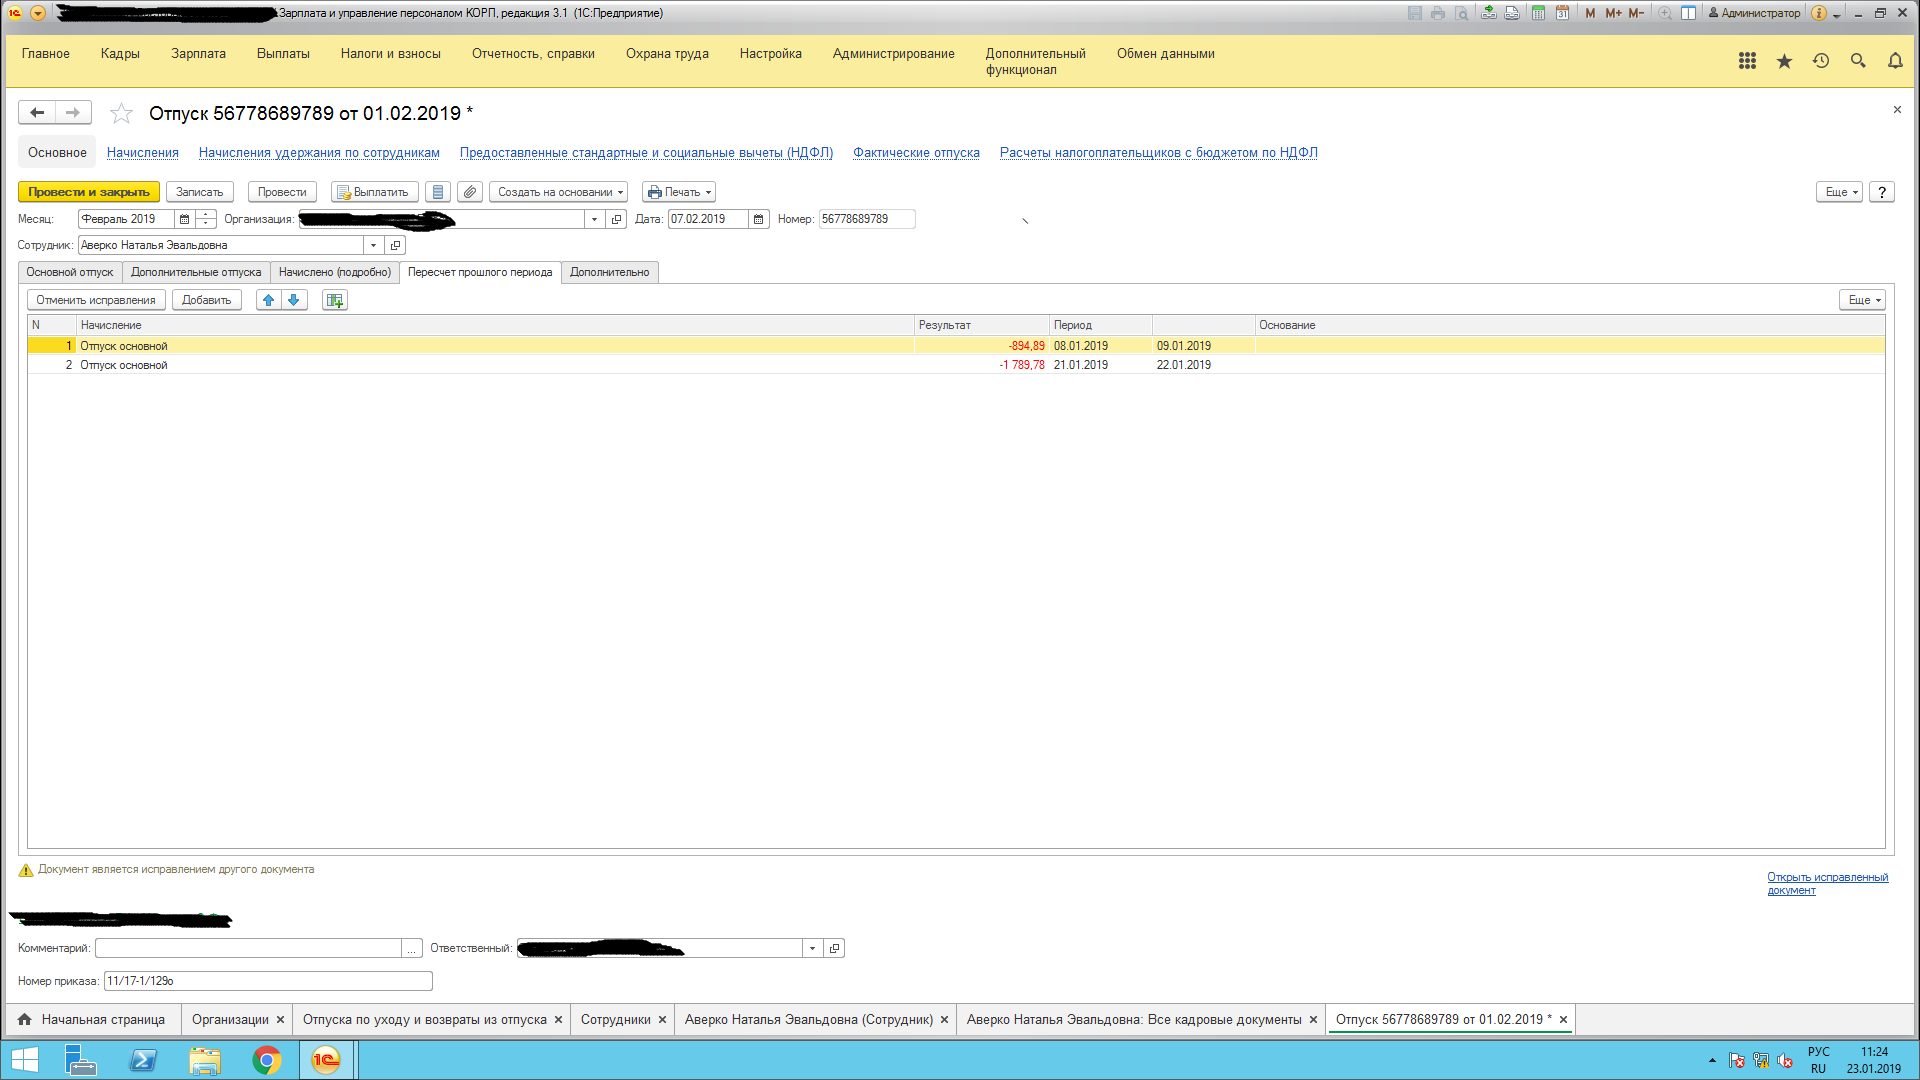 Зарплата и управление персоналом КОРП, редакция 3.1 (1С:Предприятие)
M M+ M- Администратор
Главное Кадры Зарплата Выплаты Налоги и взносы Отчетность, справки Охрана труда Настройка Администрирование Дополнительный функционал Обмен данными
Отпуск 56778689789 от 01.02.2019 *
Основное Начисления Начисления удержания по сотрудникам Предоставленные стандартные и социальные вычеты (НДФЛ) Фактические отпуска Расчеты налогоплательщиков с бюджетом по НДФЛ
Провести и закрыть Записать Провести Выплатить Создать на основании Печать Еще ?
Месяц: Февраль 2019 Организация: Дата: 07.02.2019 Номер: 56778689789
Сотрудник: Аверко Наталья Эвальдовна
Основной отпуск Дополнительные отпуска Начислено (подробно) Пересчет прошлого периода Дополнительно
Отменить исправления Добавить Еще
N Начисление Результат Период Основание
1 Отпуск основной -894,89 08.01.2019 09.01.2019
2 Отпуск основной -1 789,78 21.01.2019 22.01.2019
Документ является исправлением другого документа
Открыть исправленный
документ
Комментарий: ... Ответственный:
Номер приказа: 11/17-1/129о
Начальная страница Организации Отпуска по уходу и возвраты из отпуска Сотрудники Аверко Наталья Эвальдовна (Сотрудник) Аверко Наталья Эвальдовна: Все кадровые документы Отпуск 56778689789 от 01.02.2019 *
РУС 11:24
RU 23.01.2019